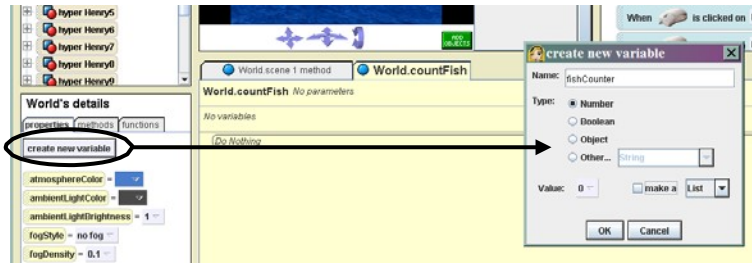 hyper Henry5
hyper Henry6
hyper Henry7
hyper Henry8
hyper Henry9
ADD OBJECTS
When is clicked on
World.scene 1 method
World.countFish
World.countFish No parameters
No variables
Do Nothing
World's details
properties methods functions
create new variable
atmosphereColor =
ambientLightColor =
ambientLightBrightness = 1
fogStyle = no fog
fogDensity = 0.1
create new variable
Name: fishCounter
Type: Number
Boolean
Object
Other... String
Value: 0 make a List
OK Cancel